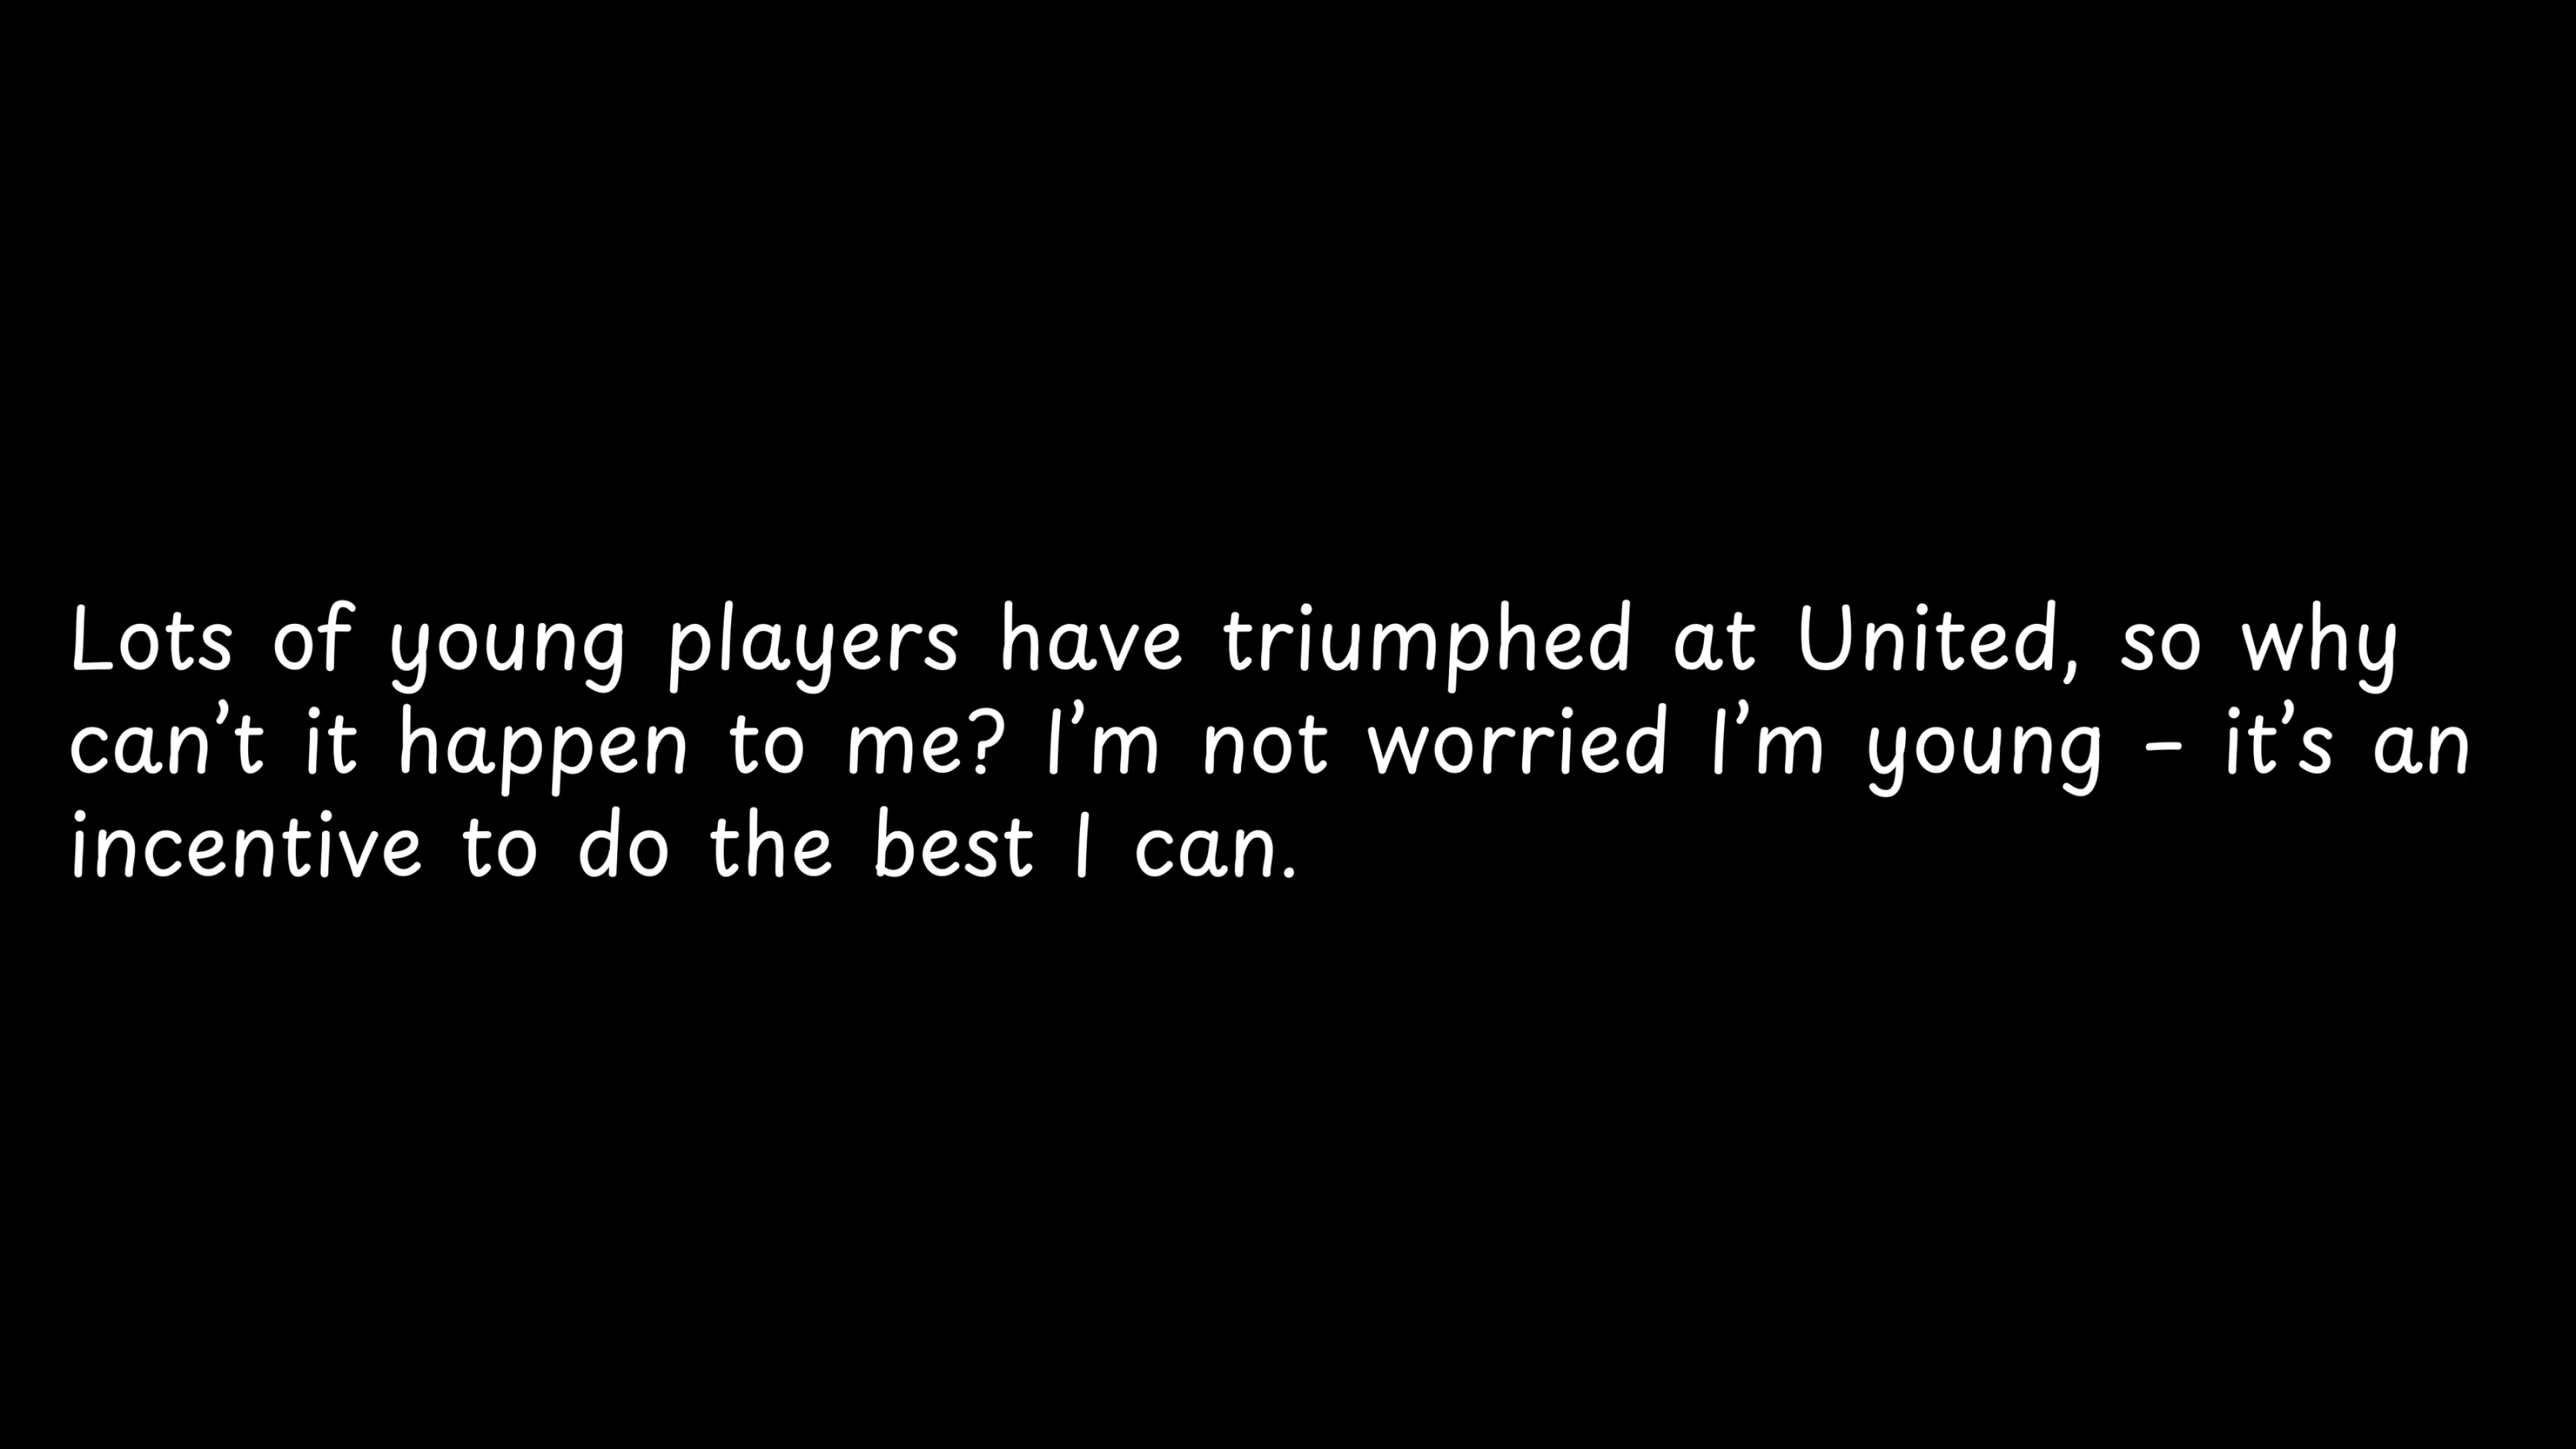 Lots of young players have triumphed at United, so why
can’t it happen to me? I’m not worried I’m young – it’s an
incentive to do the best I can.